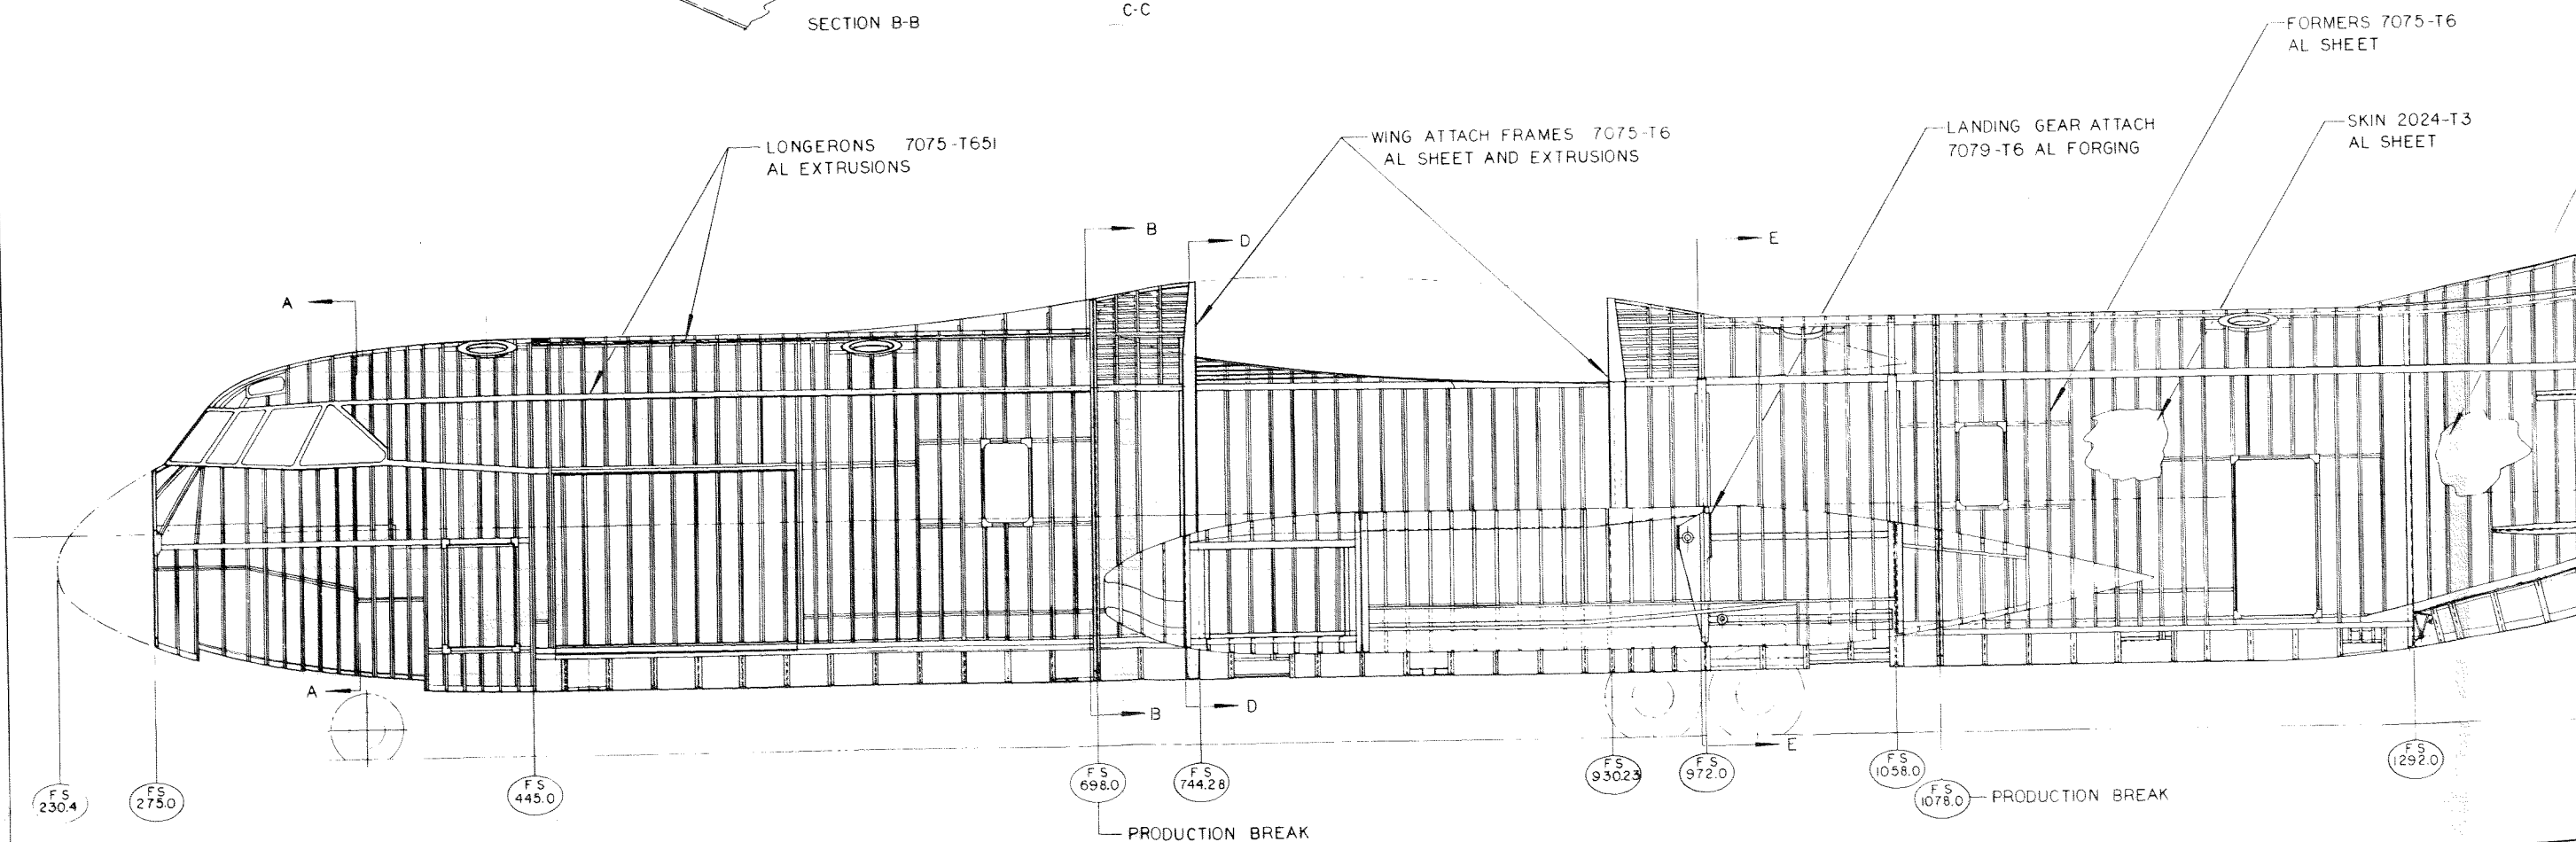 SECTION B-B
C-C
FORMERS 7075-T6
AL SHEET
LONGERONS 7075-T651
AL EXTRUSIONS
WING ATTACH FRAMES 7075-T6
AL SHEET AND EXTRUSIONS
LANDING GEAR ATTACH
7079-T6 AL FORGING
SKIN 2024-T3
AL SHEET
B
D
E
A
A
B
D
E
FS
230.4
FS
275.0
FS
445.0
FS
698.0
FS
744.28
FS
930.23
FS
972.0
FS
1058.0
FS
1078.0
PRODUCTION BREAK
FS
1292.0
PRODUCTION BREAK